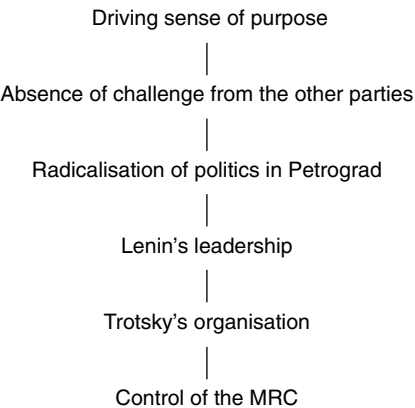 Driving sense of purpose
Absence of challenge from the other parties
Radicalisation of politics in Petrograd
Lenin's leadership
Trotsky's organisation
Control of the MRC